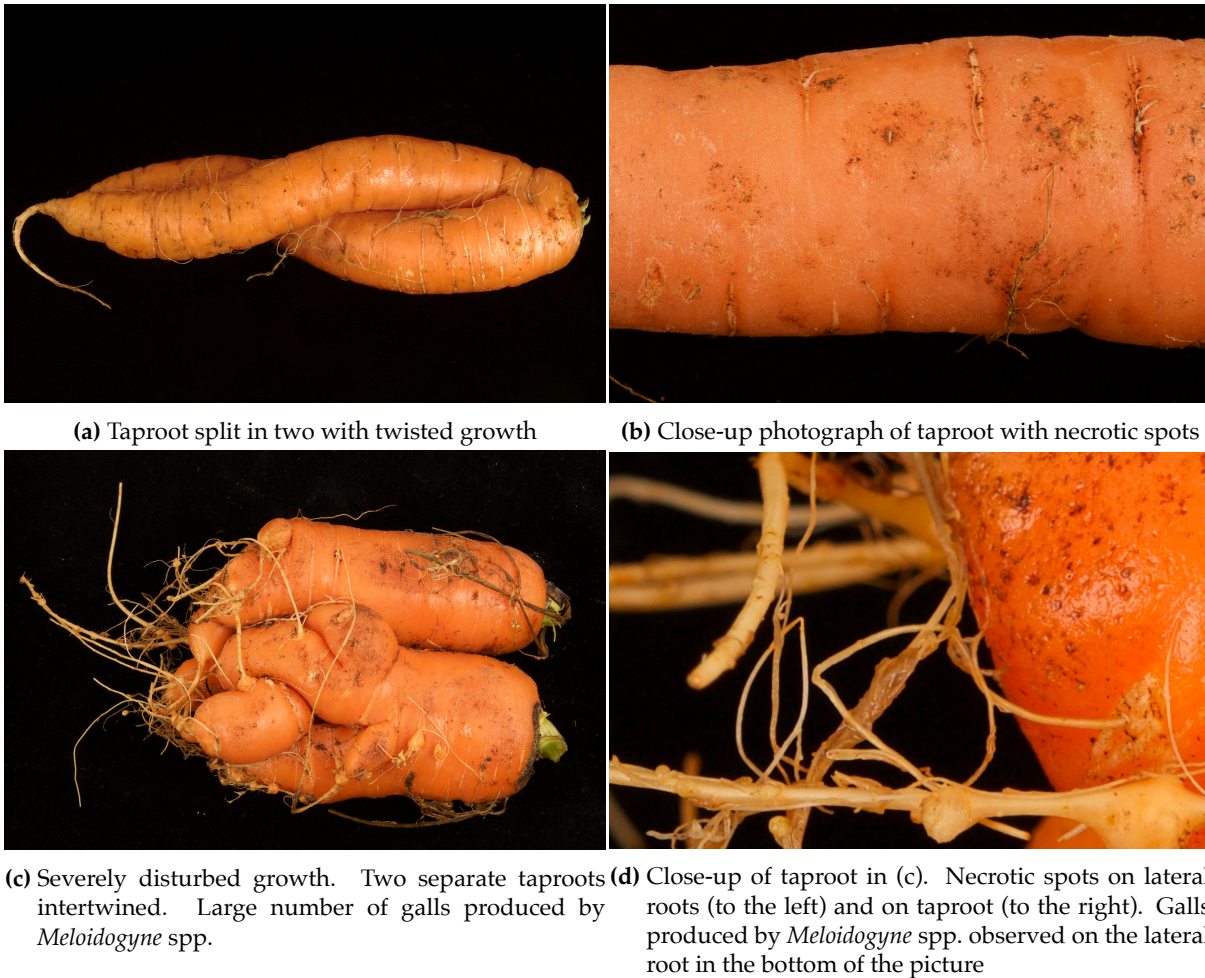 (a) Taproot split in two with twisted growth
(b) Close-up photograph of taproot with necrotic spots
(c) Severely disturbed growth. Two separate taproots
intertwined. Large number of galls produced by
Meloidogyne spp.
(d) Close-up of taproot in (c). Necrotic spots on lateral
roots (to the left) and on taproot (to the right). Galls
produced by Meloidogyne spp. observed on the lateral
root in the bottom of the picture